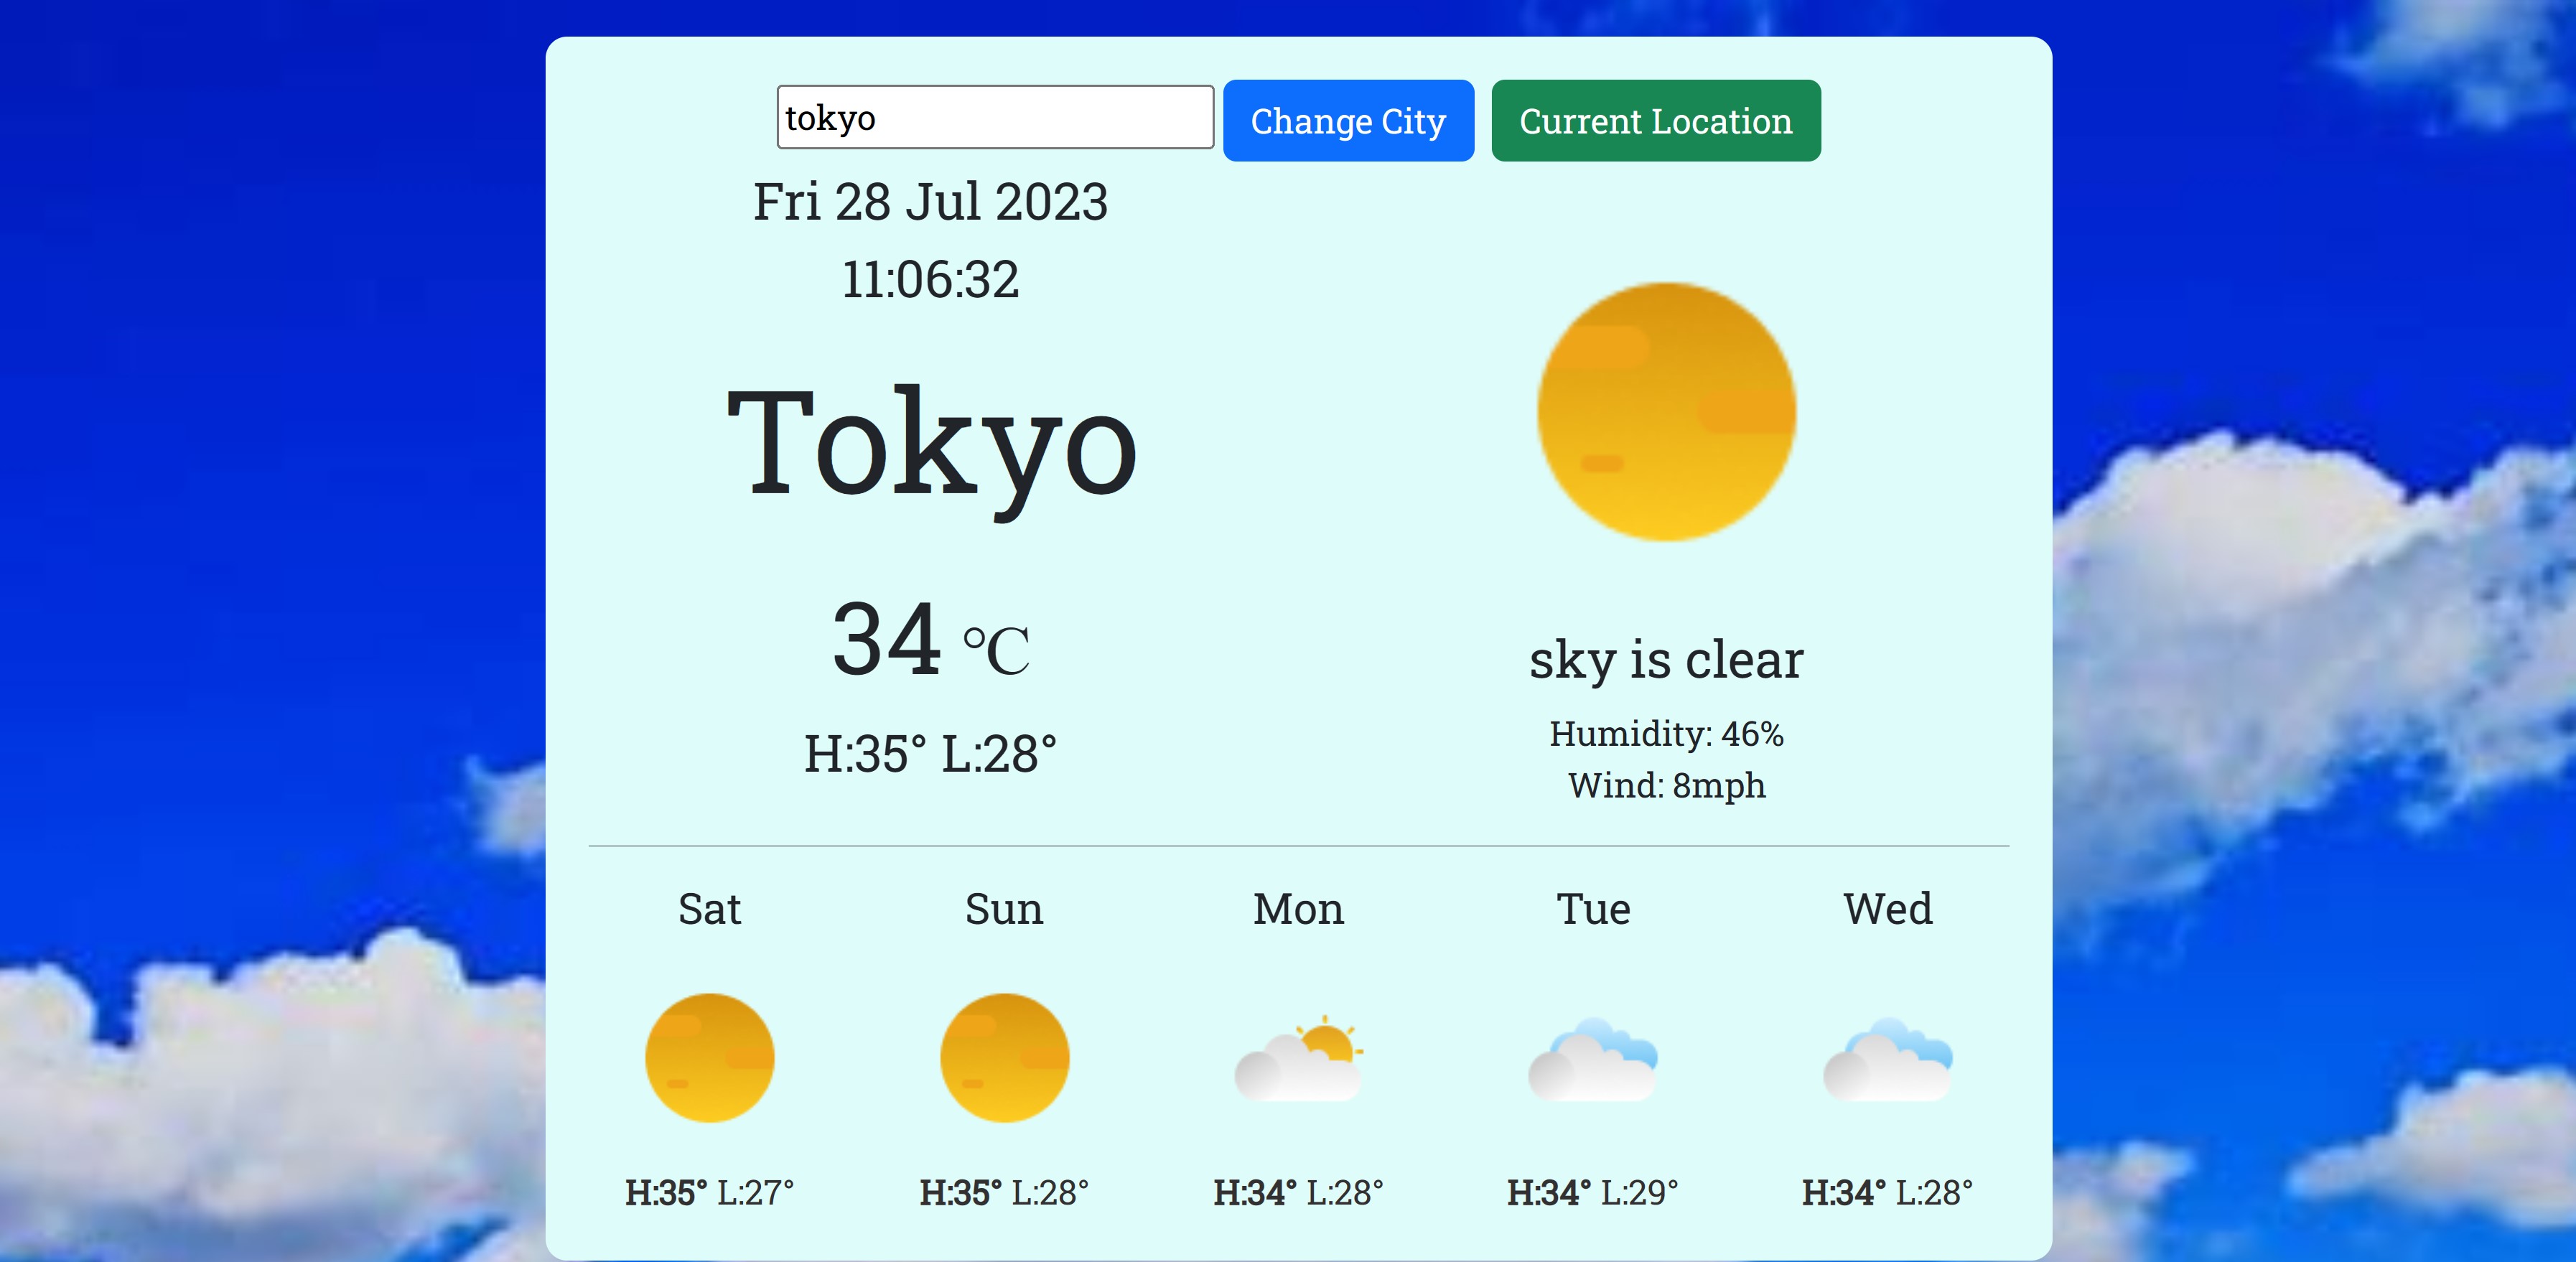 tokyo
Change City
Current Location
Fri 28 Jul 2023
11:06:32
Tokyo
34 °C
H:35° L:28°
sky is clear
Humidity: 46%
Wind: 8mph
Sat
Sun
Mon
Tue
Wed
H:35° L:27°
H:35° L:28°
H:34° L:28°
H:34° L:29°
H:34° L:28°